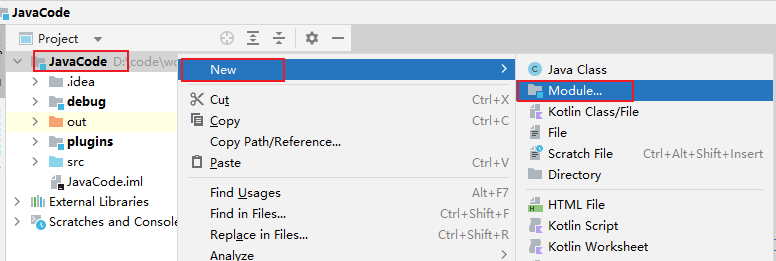 JavaCode
Project
JavaCode D:\code\wo
.idea
debug
out
plugins
src
JavaCode.iml
External Libraries
Scratches and Console
New
Cut Ctrl+X
Copy Ctrl+C
Copy Path/Reference...
Paste Ctrl+V
Find Usages Alt+F7
Find in Files... Ctrl+Shift+F
Replace in Files... Ctrl+Shift+R
Analyze
Java Class
Module...
Kotlin Class/File
File
Scratch File Ctrl+Alt+Shift+Insert
Directory
HTML File
Kotlin Script
Kotlin Worksheet